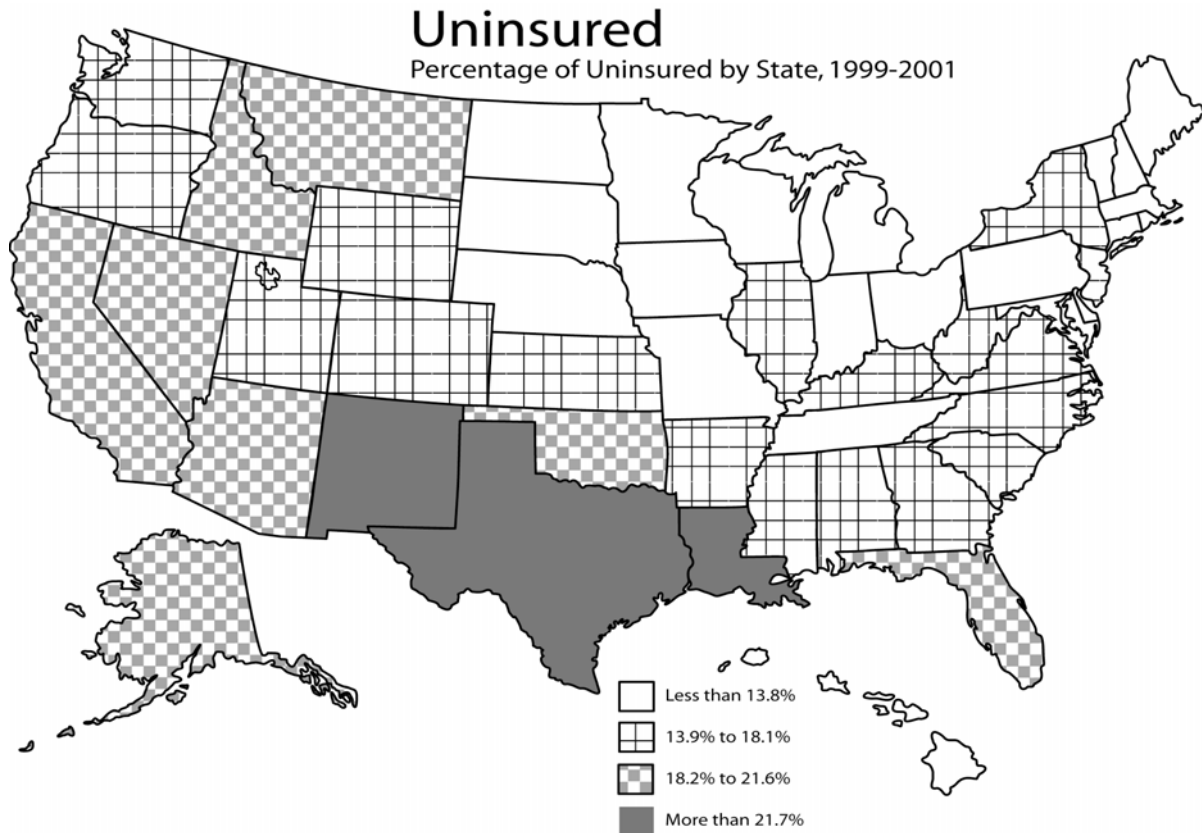 Uninsured
Percentage of Uninsured by State, 1999-2001
Less than 13.8%
13.9% to 18.1%
18.2% to 21.6%
More than 21.7%